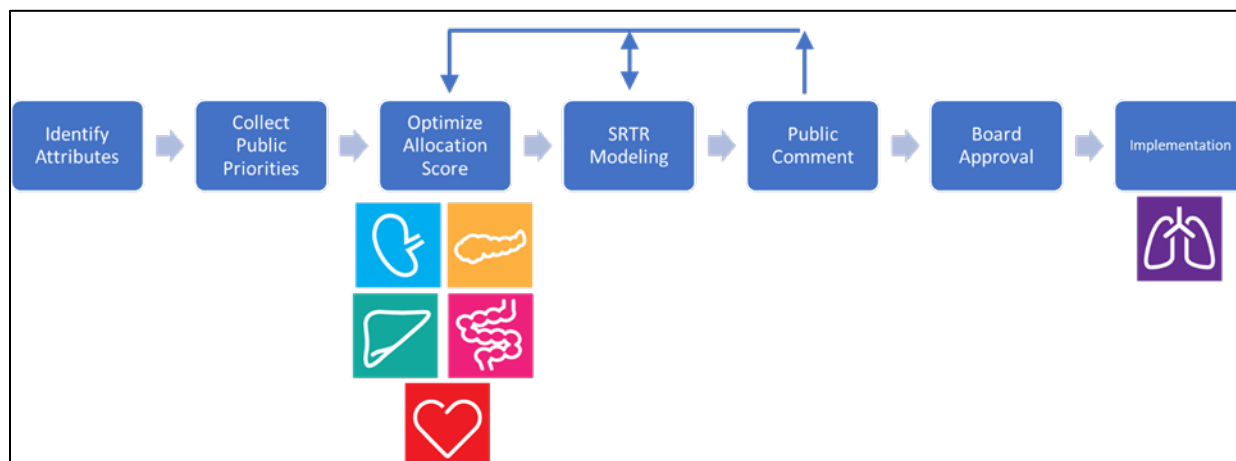 Identify
Attributes
Collect
Public
Priorities
Optimize
Allocation
Score
SRTR
Modeling
Public
Comment
Board
Approval
Implementation